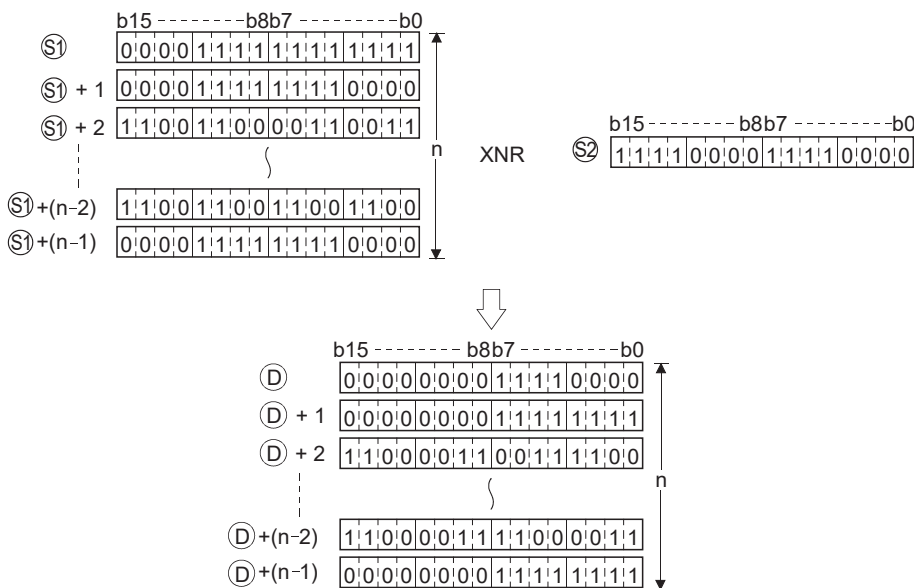 b15 --------- b8b7 --------- b0
S1 0000111111111111
S1 + 1 0000111111110000
S1 + 2 1100110000110011
n
XNR
b15 --------- b8b7 --------- b0
S2 1111000011110000
S1 +(n-2) 1100110011001100
S1 +(n-1) 0000111111110000
b15 --------- b8b7 --------- b0
D 0000000011110000
D + 1 0000000011111111
D + 2 1100001100111100
n
D +(n-2) 1100001111000011
D +(n-1) 0000000011111111